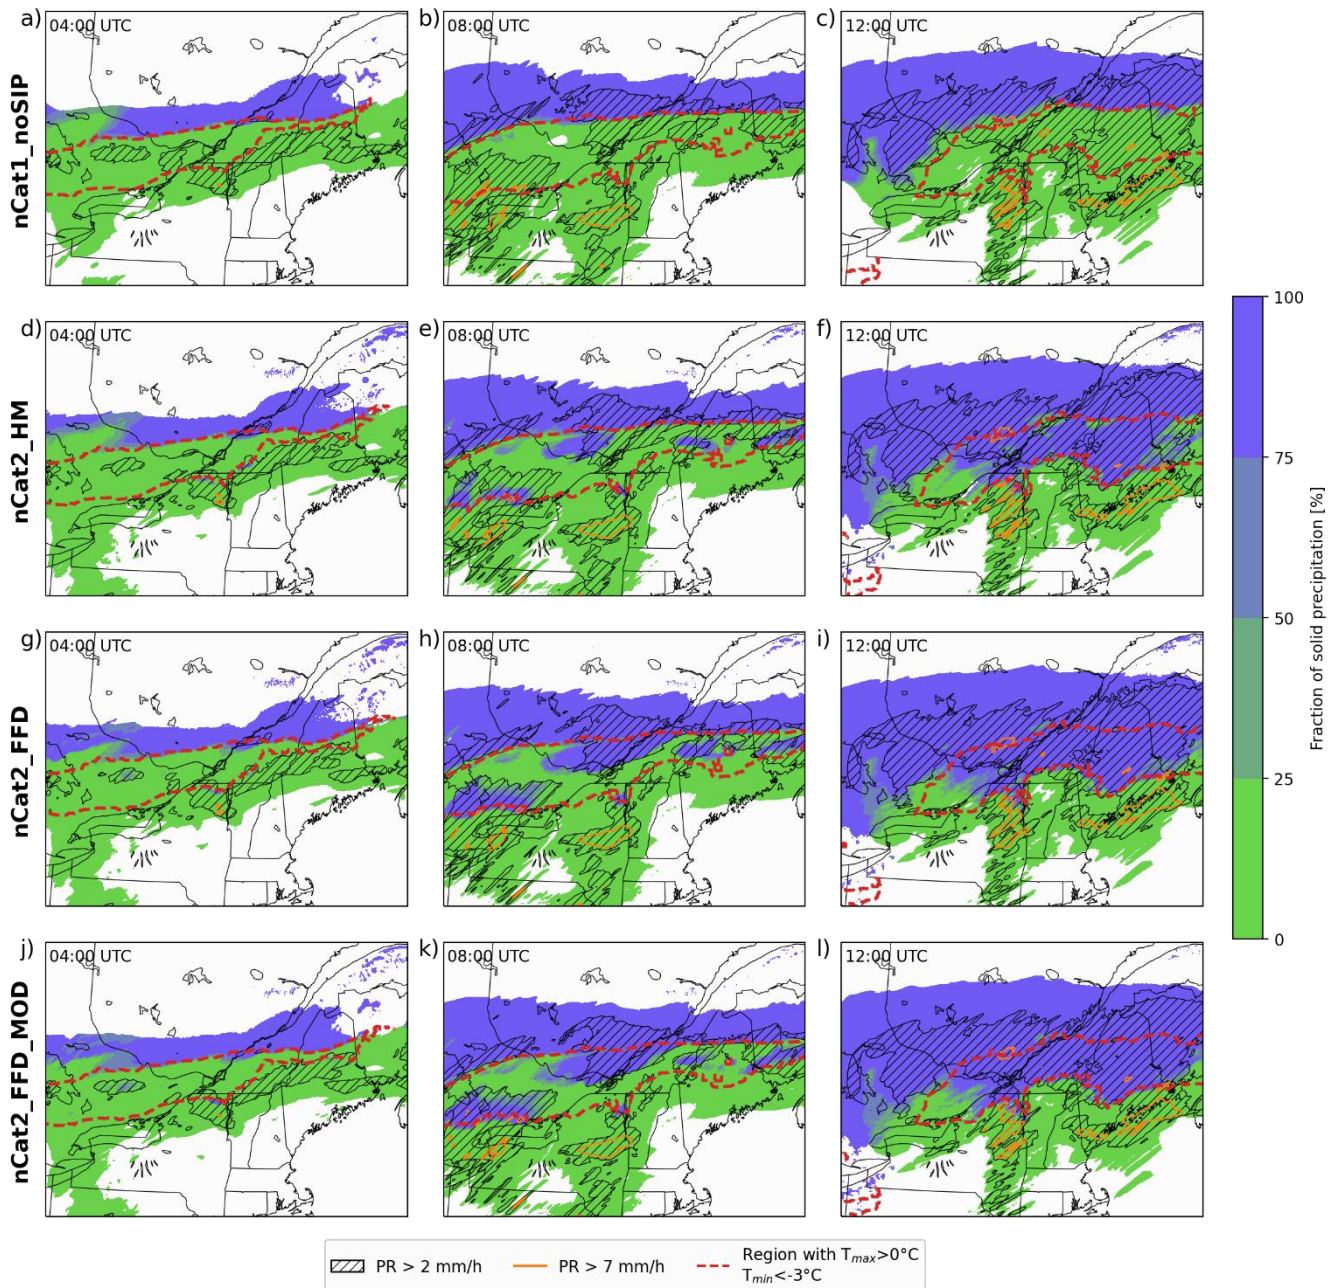 a) 04:00 UTC
b) 08:00 UTC
c) 12:00 UTC
nCat1_noSIP
d) 04:00 UTC
e) 08:00 UTC
f) 12:00 UTC
nCat2_HM
g) 04:00 UTC
h) 08:00 UTC
i) 12:00 UTC
nCat2_FFD
j) 04:00 UTC
k) 08:00 UTC
l) 12:00 UTC
nCat2_FFD_MOD
100
75
50
25
0
Fraction of solid precipitation [%]
PR > 2 mm/h
PR > 7 mm/h
Region with Tmax>0°C
Tmin<-3°C